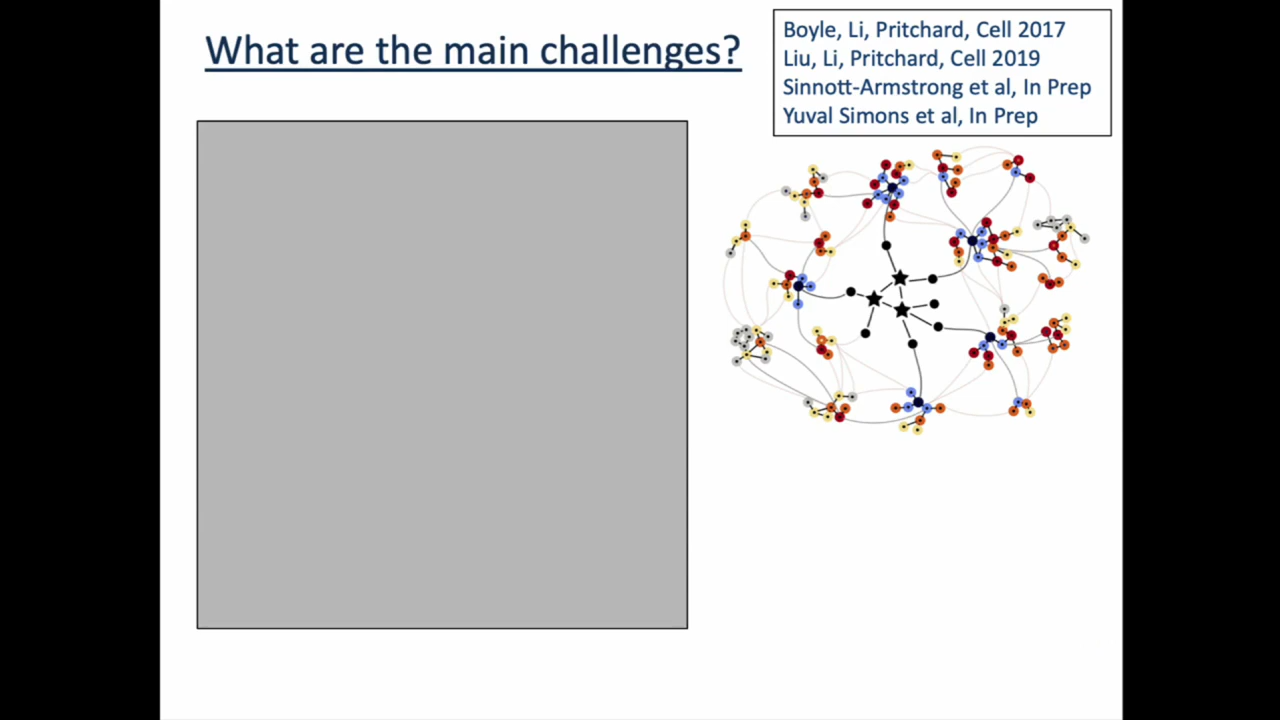 What are the main challenges?
Boyle, Li, Pritchard, Cell 2017
Liu, Li, Pritchard, Cell 2019
Sinnott-Armstrong et al, In Prep
Yuval Simons et al, In Prep